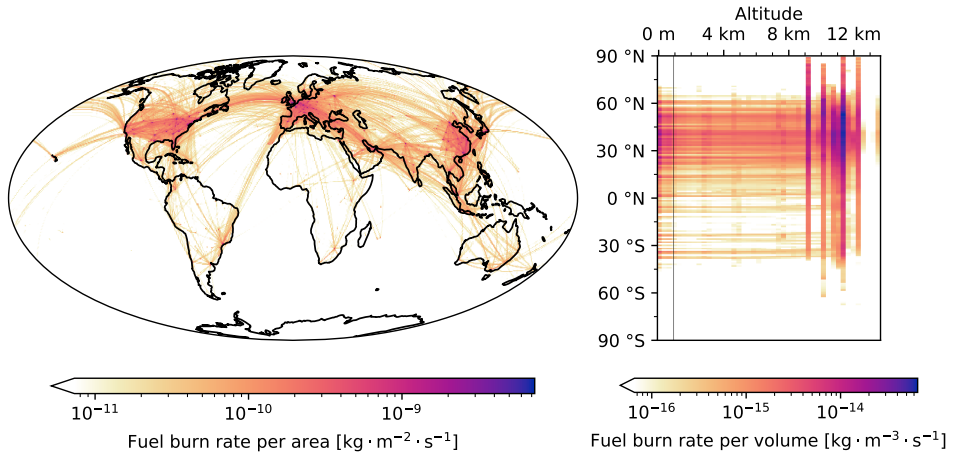 Altitude
0 m 4 km 8 km 12 km
90 °N
60 °N
30 °N
0 °N
30 °S
60 °S
90 °S
10⁻¹¹ 10⁻¹⁰ 10⁻⁹
Fuel burn rate per area [kg · m⁻² · s⁻¹]
10⁻¹⁶ 10⁻¹⁵ 10⁻¹⁴
Fuel burn rate per volume [kg · m⁻³ · s⁻¹]